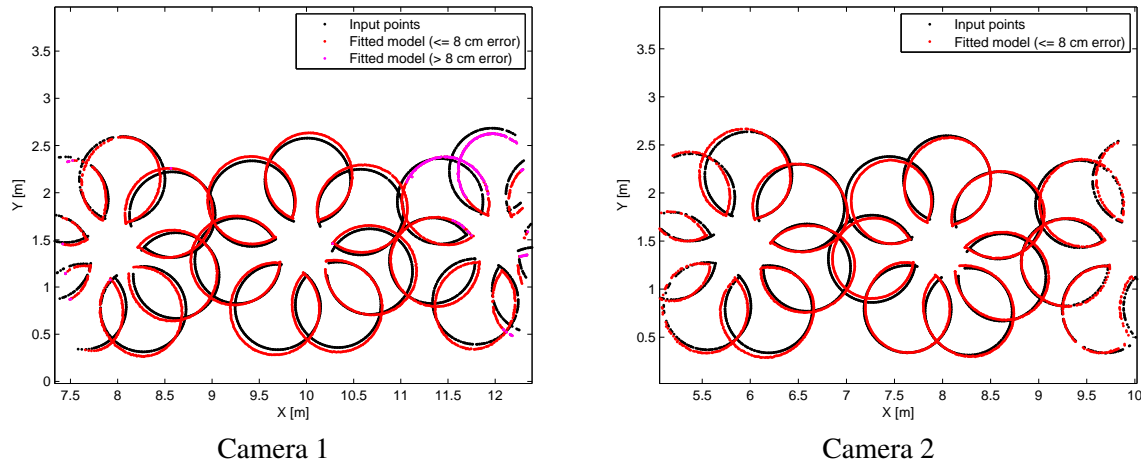 Input points
Fitted model (<= 8 cm error)
Fitted model (> 8 cm error)
3.5
3
2.5
2
1.5
1
0.5
0
Y [m]
7.5 8 8.5 9 9.5 10 10.5 11 11.5 12
X [m]
Camera 1
Input points
Fitted model (<= 8 cm error)
3.5
3
2.5
2
1.5
1
0.5
Y [m]
5.5 6 6.5 7 7.5 8 8.5 9 9.5 10
X [m]
Camera 2